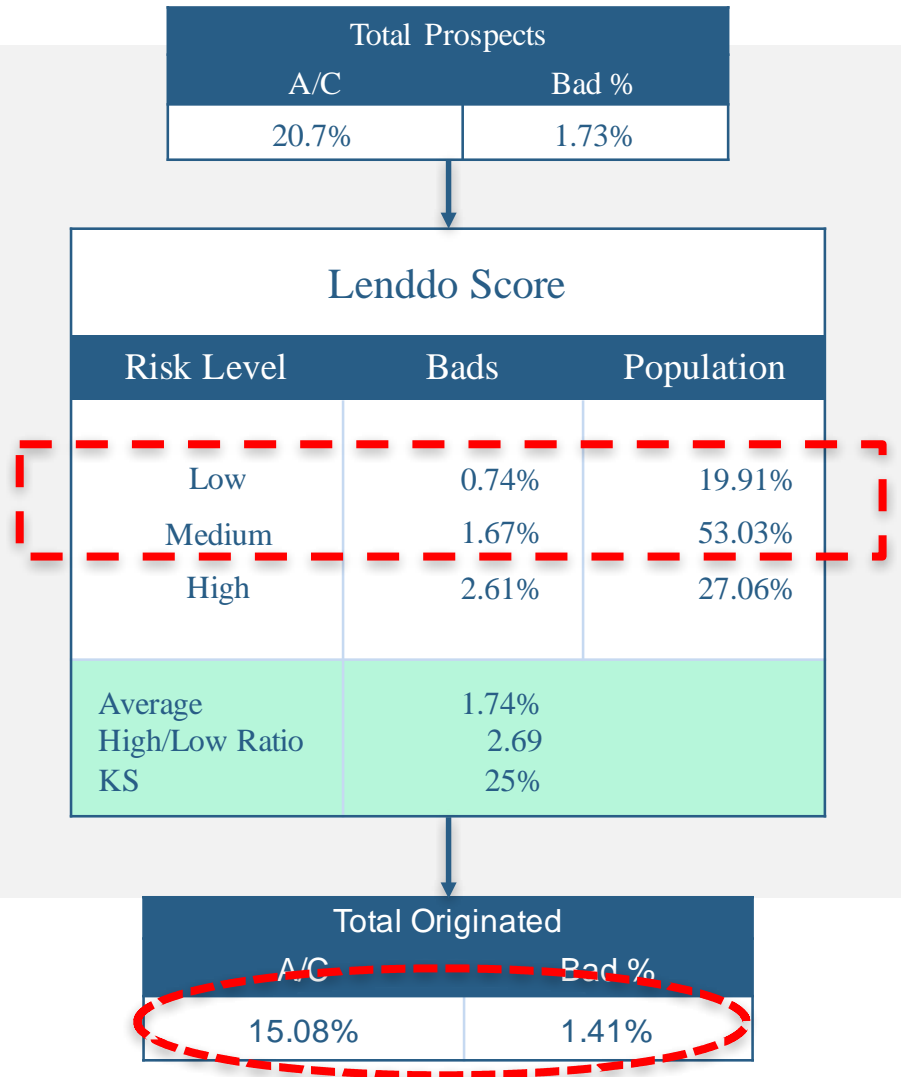 Total Prospects
A/C Bad %
20.7% 1.73%
Lenddo Score
Risk Level Bads Population
Low 0.74% 19.91%
Medium 1.67% 53.03%
High 2.61% 27.06%
Average 1.74%
High/Low Ratio 2.69
KS 25%
Total Originated
A/C Bad %
15.08% 1.41%